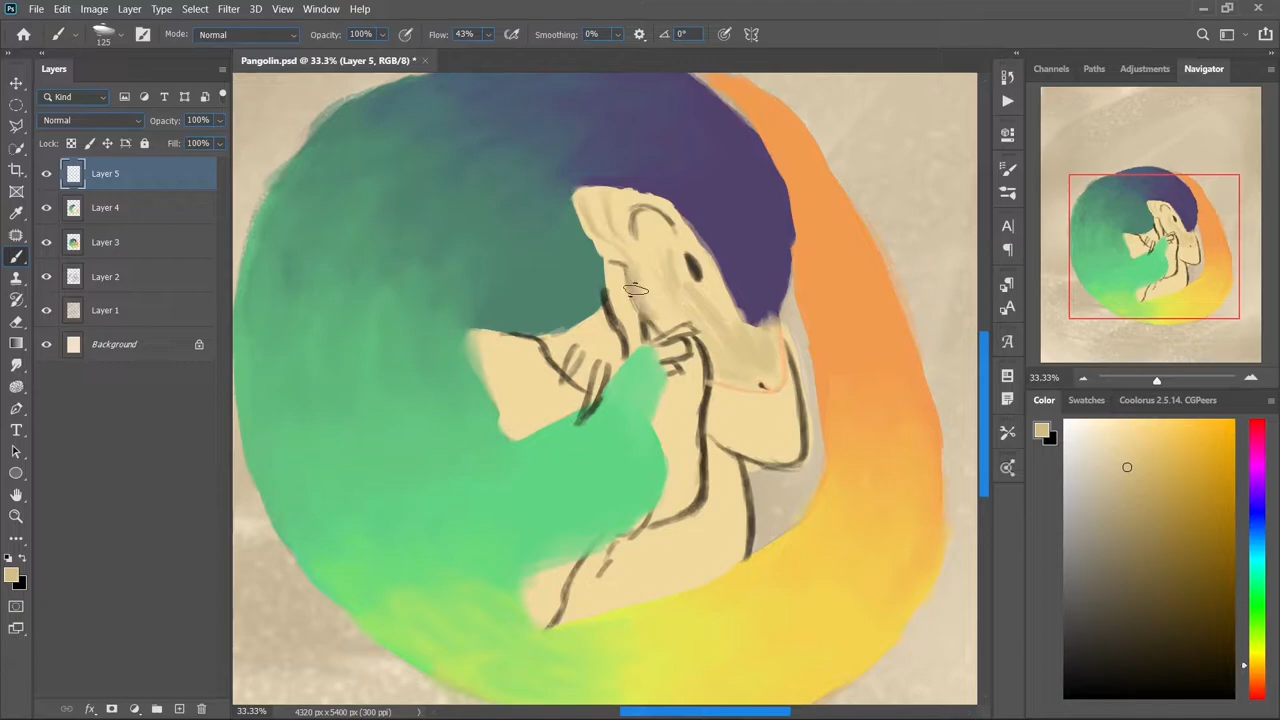 Ps File Edit Image Layer Type Select Filter 3D View Window Help
125 Mode: Normal Opacity: 100% Flow: 43% Smoothing: 0% 0°
Layers
Pangolin.psd @ 33.3% (Layer 5, RGB/8) *
Channels Paths Adjustments Navigator
Kind
Normal Opacity: 100%
Lock: Fill: 100%
Layer 5
Layer 4
Layer 3
Layer 2
Layer 1
Background
33.33%
Color Swatches Coolorus 2.5.14. CGPeers
33.33% 4320 px x 5400 px (300 ppi)